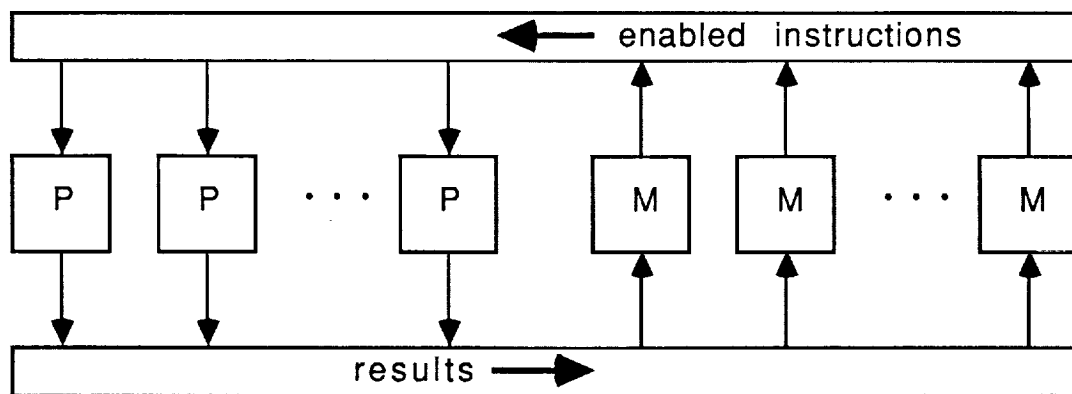 enabled instructions
P P · · · P M M · · · M
results